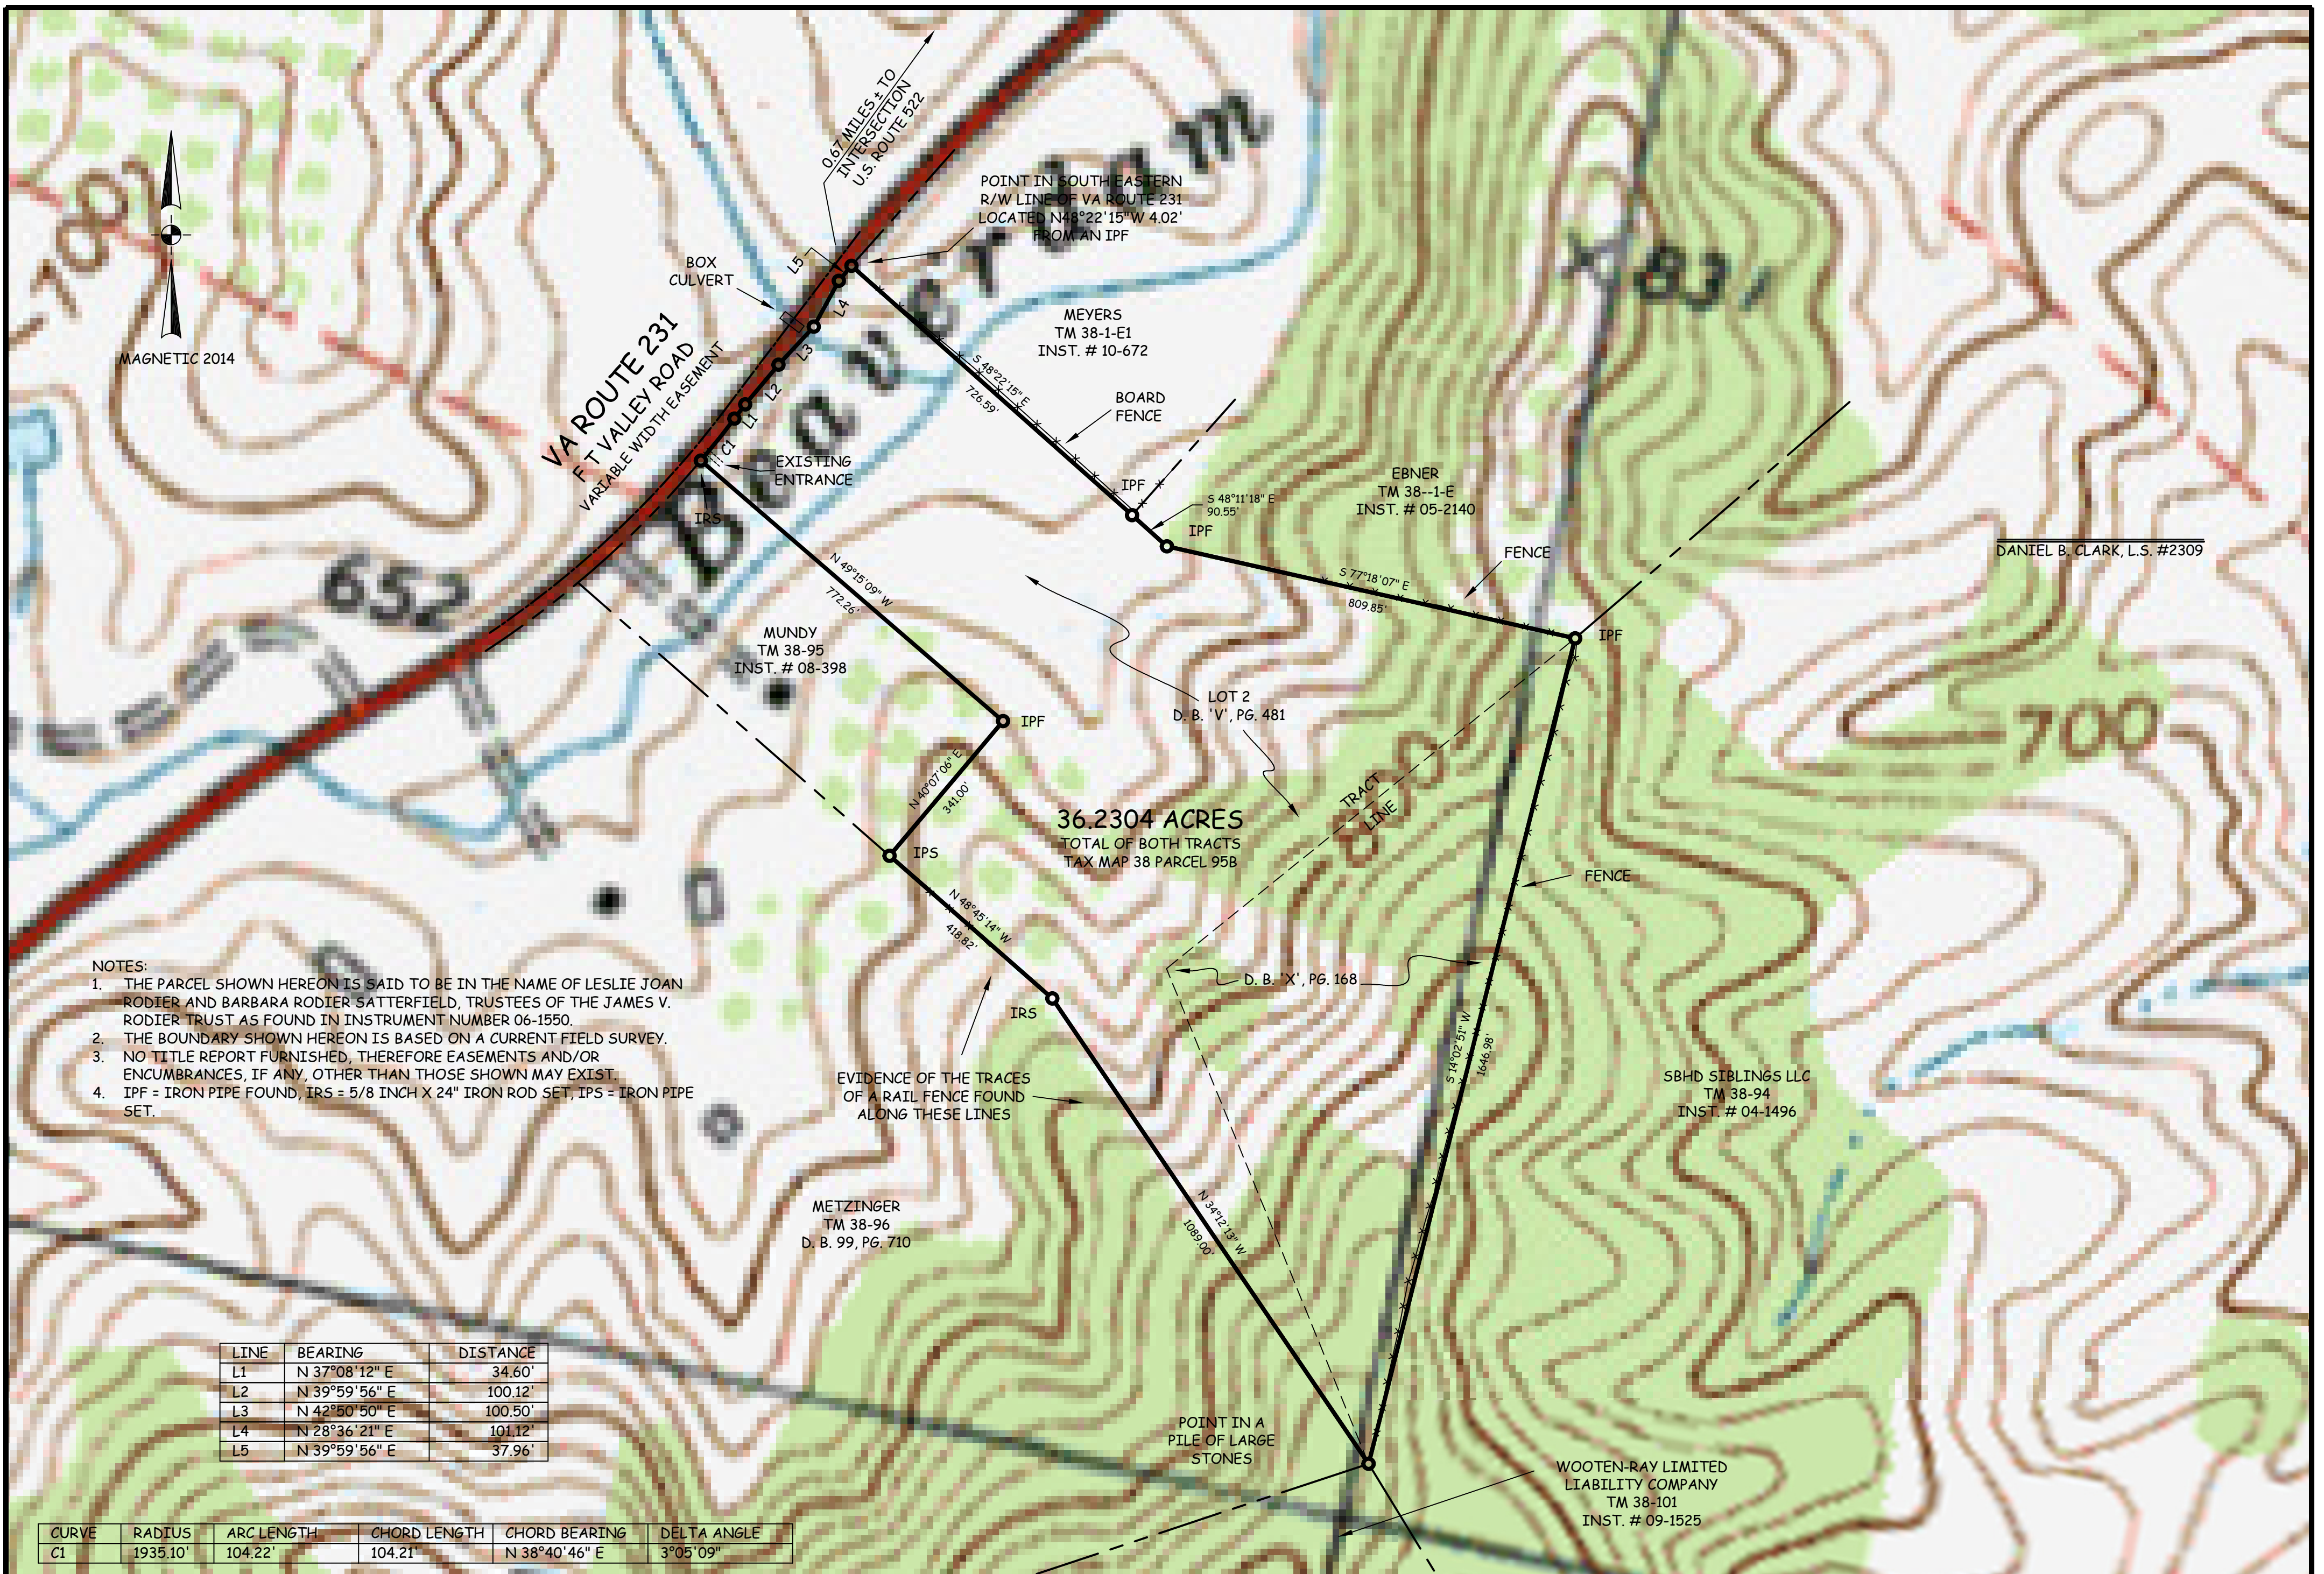 0.67 MILES ± TO
INTERSECTION
U.S. ROUTE 522
POINT IN SOUTH EASTERN
R/W LINE OF VA ROUTE 231
LOCATED N48°22'15"W 4.02'
FROM AN IPF
700
MAGNETIC 2014
BOX
CULVERT
L5
L4
L3
L2
L1
C1
VA ROUTE 231
F T VALLEY ROAD
VARIABLE WIDTH EASEMENT
EXISTING
ENTRANCE
IRS
MEYERS
TM 38-1-E1
INST. # 10-672
S 48°22'15" E
726.59'
BOARD
FENCE
IPF
S 48°11'18" E
90.55'
IPF
X831
EBNER
TM 38--1-E
INST. # 05-2140
FENCE
S 77°18'07" E
809.85'
IPF
DANIEL B. CLARK, L.S. #2309
652
N 49°15'09" W
772.26'
MUNDY
TM 38-95
INST. # 08-398
IPF
N 40°07'06" E
341.00'
IPS
LOT 2
D. B. 'V', PG. 481
700
TRACT
LINE
36.2304 ACRES
TOTAL OF BOTH TRACTS
TAX MAP 38 PARCEL 95B
FENCE
N 48°45'14" W
418.82'
IRS
D. B. 'X', PG. 168
S 14°02'51" W
1646.98'
NOTES:
1. THE PARCEL SHOWN HEREON IS SAID TO BE IN THE NAME OF LESLIE JOAN
RODIER AND BARBARA RODIER SATTERFIELD, TRUSTEES OF THE JAMES V.
RODIER TRUST AS FOUND IN INSTRUMENT NUMBER 06-1550.
2. THE BOUNDARY SHOWN HEREON IS BASED ON A CURRENT FIELD SURVEY.
3. NO TITLE REPORT FURNISHED, THEREFORE EASEMENTS AND/OR
ENCUMBRANCES, IF ANY, OTHER THAN THOSE SHOWN MAY EXIST.
4. IPF = IRON PIPE FOUND, IRS = 5/8 INCH X 24" IRON ROD SET, IPS = IRON PIPE
SET.
EVIDENCE OF THE TRACES
OF A RAIL FENCE FOUND
ALONG THESE LINES
SBHD SIBLINGS LLC
TM 38-94
INST. # 04-1496
METZINGER
TM 38-96
D. B. 99, PG. 710
N 34°12'13" W
1089.00'
LINE BEARING DISTANCE
L1 N 37°08'12" E 34.60'
L2 N 39°59'56" E 100.12'
L3 N 42°50'50" E 100.50'
L4 N 28°36'21" E 101.12'
L5 N 39°59'56" E 37.96'
POINT IN A
PILE OF LARGE
STONES
WOOTEN-RAY LIMITED
LIABILITY COMPANY
TM 38-101
INST. # 09-1525
CURVE RADIUS ARC LENGTH CHORD LENGTH CHORD BEARING DELTA ANGLE
C1 1935.10' 104.22' 104.21' N 38°40'46" E 3°05'09"